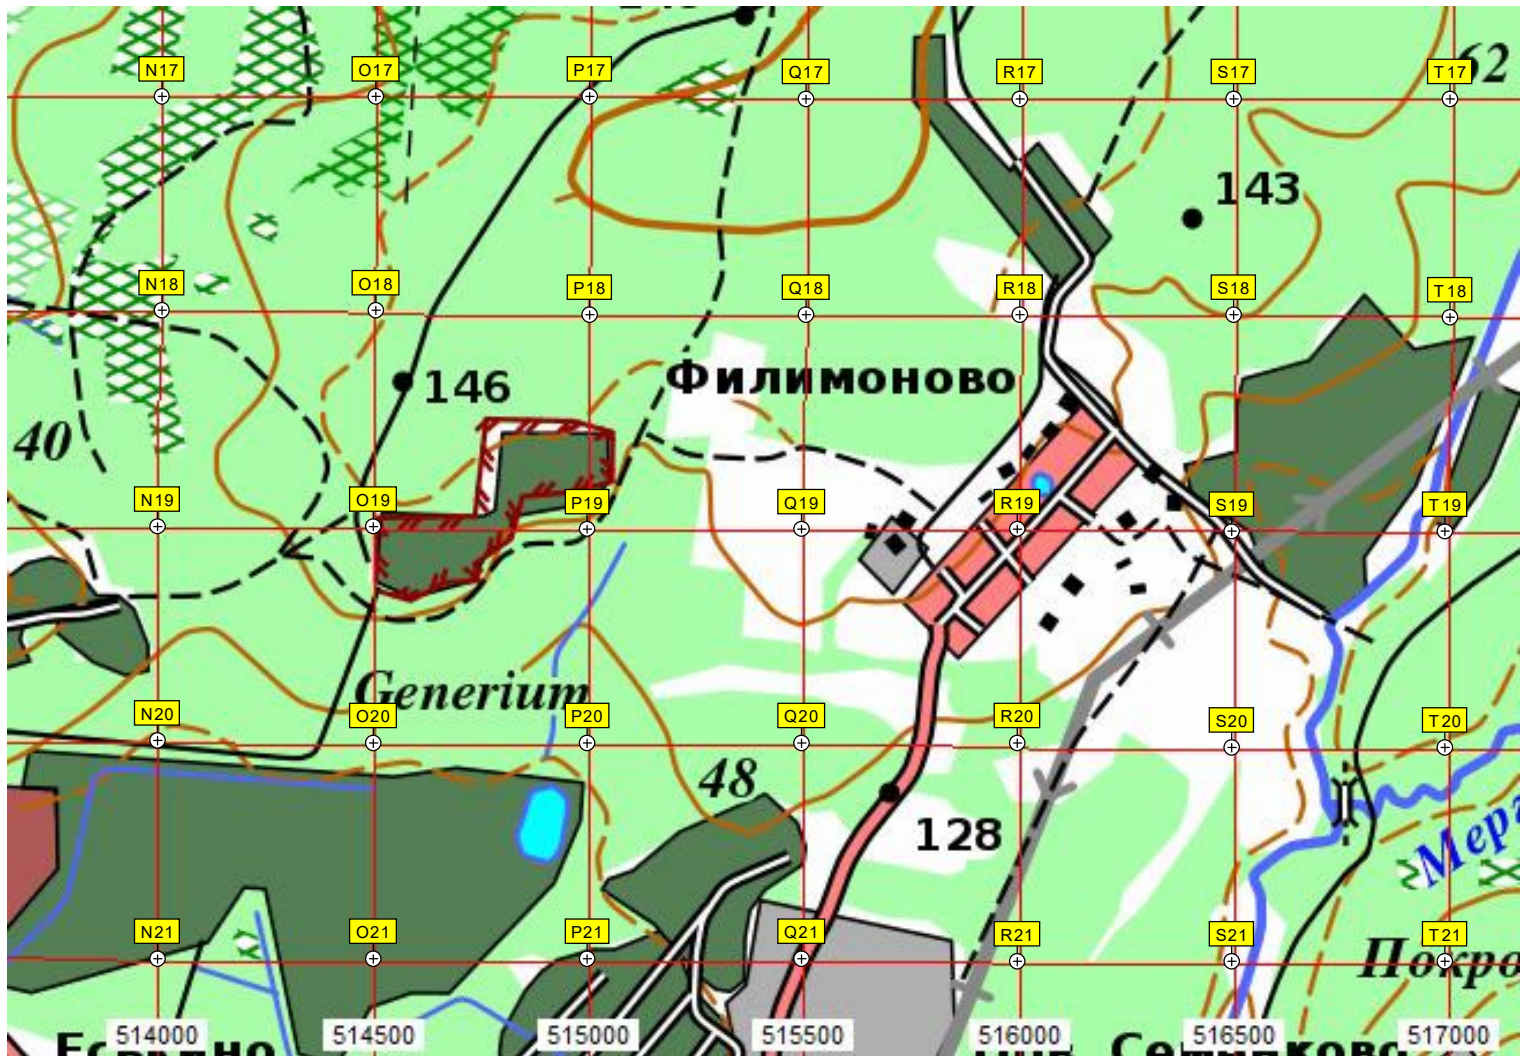 62
N17 O17 P17 Q17 R17 S17 T17
143
N18 O18 P18 Q18 R18 S18 T18
Филимоново
146
40
N19 O19 P19 Q19 R19 S19 T19
Generium
N20 O20 P20 Q20 R20 S20 T20
48
128
Мер
N21 O21 P21 Q21 R21 S21 T21
Покро
514000 514500 515000 515500 516000 516500 517000